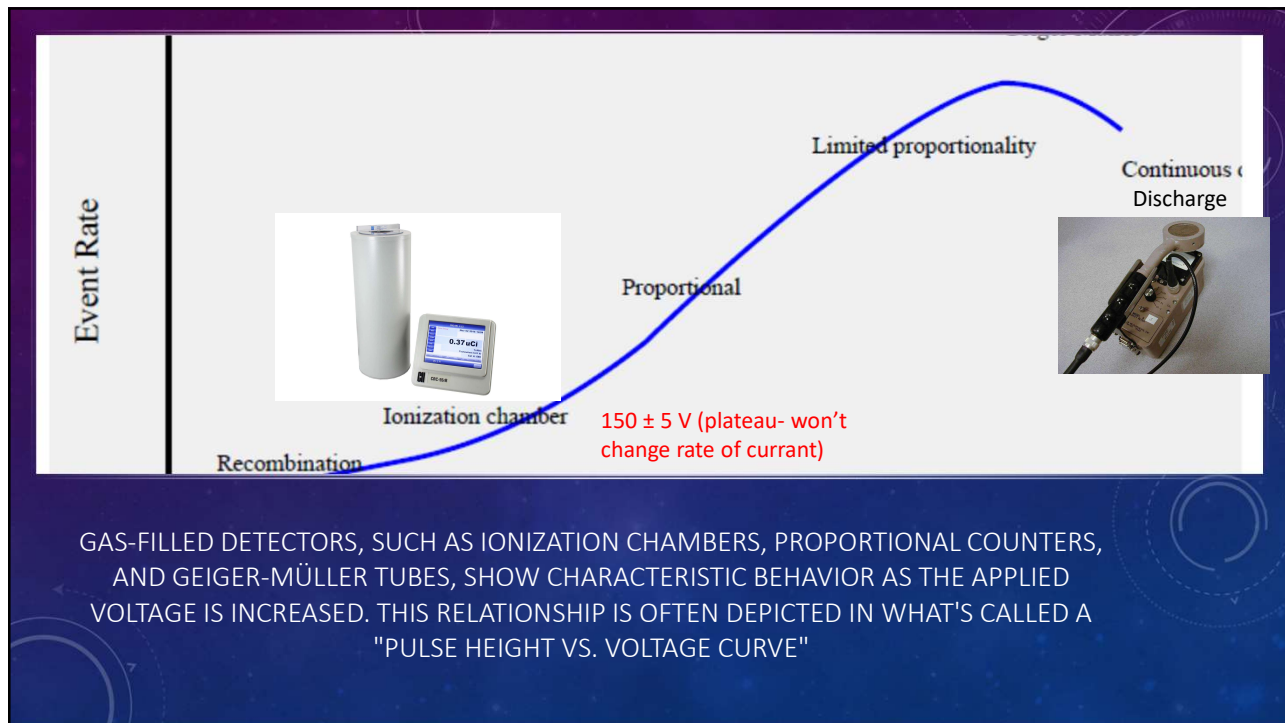 Limited proportionality
Continuous
Discharge
Event Rate
0.37 uCi
Proportional
Ionization chamber
150 ± 5 V (plateau- won’t
change rate of currant)
Recombination
GAS-FILLED DETECTORS, SUCH AS IONIZATION CHAMBERS, PROPORTIONAL COUNTERS,
AND GEIGER-MÜLLER TUBES, SHOW CHARACTERISTIC BEHAVIOR AS THE APPLIED
VOLTAGE IS INCREASED. THIS RELATIONSHIP IS OFTEN DEPICTED IN WHAT'S CALLED A
"PULSE HEIGHT VS. VOLTAGE CURVE"